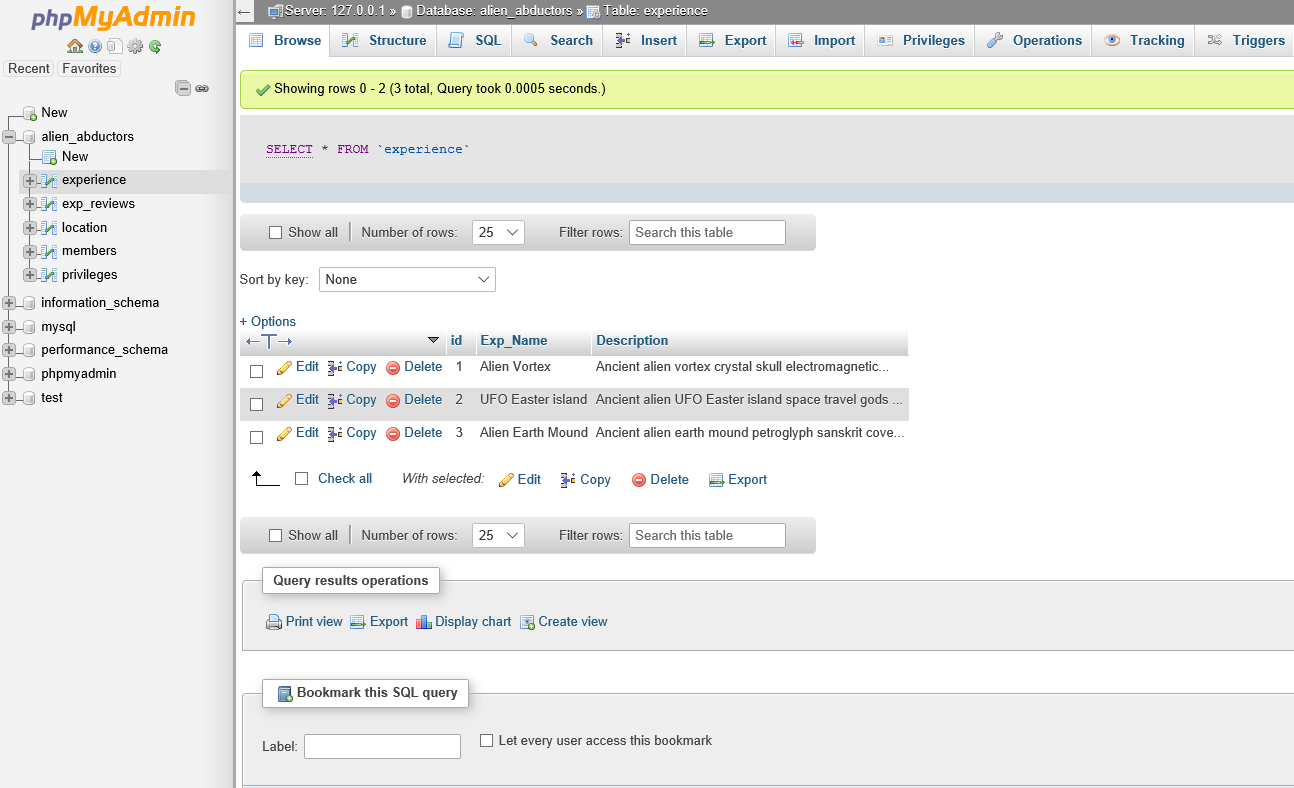 phpMyAdmin
Recent Favorites
New
alien_abductors
New
experience
exp_reviews
location
members
privileges
information_schema
mysql
performance_schema
phpmyadmin
test
Server: 127.0.0.1 » Database: alien_abductors » Table: experience
Browse Structure SQL Search Insert Export Import Privileges Operations Tracking Triggers
Showing rows 0 - 2 (3 total, Query took 0.0005 seconds.)
SELECT * FROM `experience`
Show all Number of rows: 25 Filter rows: Search this table
Sort by key: None
+ Options
←T→ id Exp_Name Description
Edit Copy Delete 1 Alien Vortex Ancient alien vortex crystal skull electromagnetic...
Edit Copy Delete 2 UFO Easter island Ancient alien UFO Easter island space travel gods ...
Edit Copy Delete 3 Alien Earth Mound Ancient alien earth mound petroglyph sanskrit cove...
Check all With selected: Edit Copy Delete Export
Show all Number of rows: 25 Filter rows: Search this table
Query results operations
Print view Export Display chart Create view
Bookmark this SQL query
Label: Let every user access this bookmark